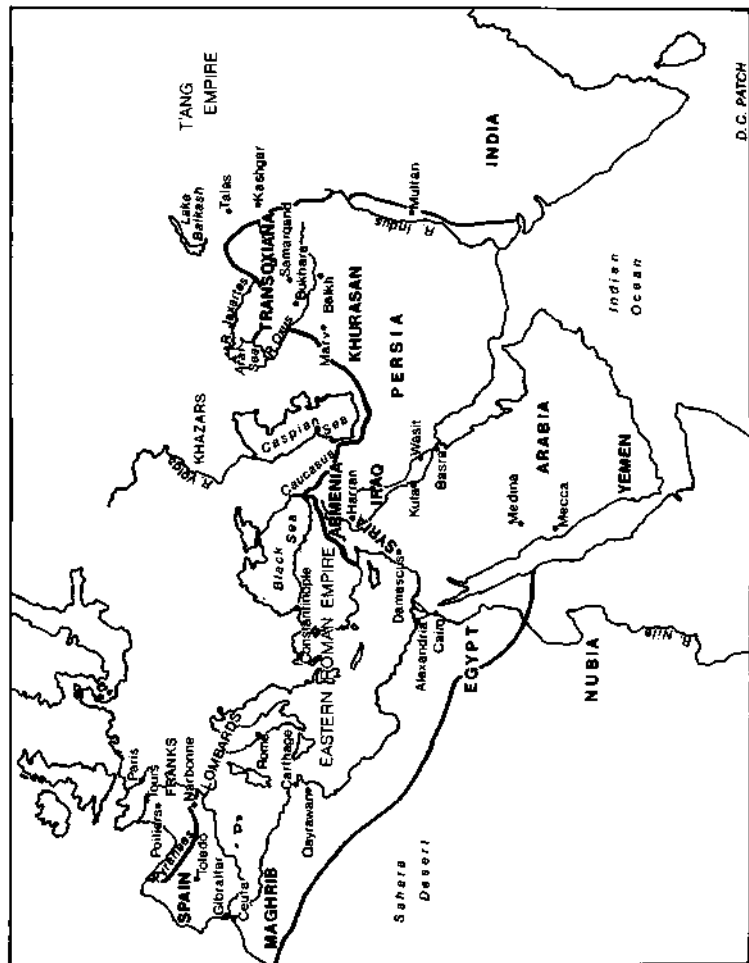 T'ANG
EMPIRE
Lake
Balkash
Talas
Kashgar
KHAZARS
R. Volga
Aral
Sea
R. Jaxartes
TRANSOXIANA
Samarqand
Bukhara
R. Oxus
Balkh
Marv
KHURASAN
Caspian
Sea
Caucasus
Black
Sea
ARMENIA
Harran
Constantinople
EASTERN ROMAN EMPIRE
LOMBARDS
Rome
Paris
Tours
Poitiers
FRANKS
Narbonne
Pyrenees
SPAIN
Toledo
Gibraltar
Ceuta
MAGHRIB
Carthage
Qayrawan
Sahara
Desert
Alexandria
Cairo
EGYPT
NUBIA
R. Nile
Damascus
SYRIA
IRAQ
Kufa
Wasit
Basra
PERSIA
Medina
Mecca
ARABIA
YEMEN
R. Indus
Multan
INDIA
Indian
Ocean
D.C. PATCH